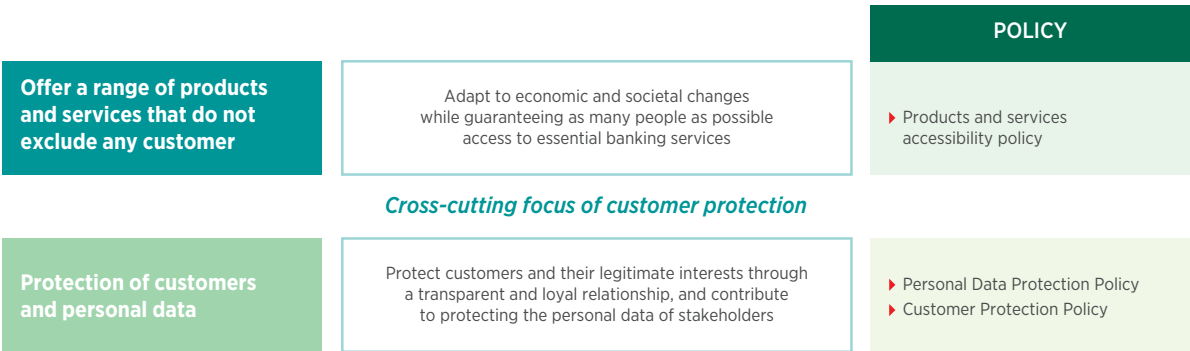 POLICY
Offer a range of products
and services that do not
exclude any customer
Adapt to economic and societal changes
while guaranteeing as many people as possible
access to essential banking services
Products and services
accessibility policy
Cross-cutting focus of customer protection
Protection of customers
and personal data
Protect customers and their legitimate interests through
a transparent and loyal relationship, and contribute
to protecting the personal data of stakeholders
Personal Data Protection Policy
Customer Protection Policy